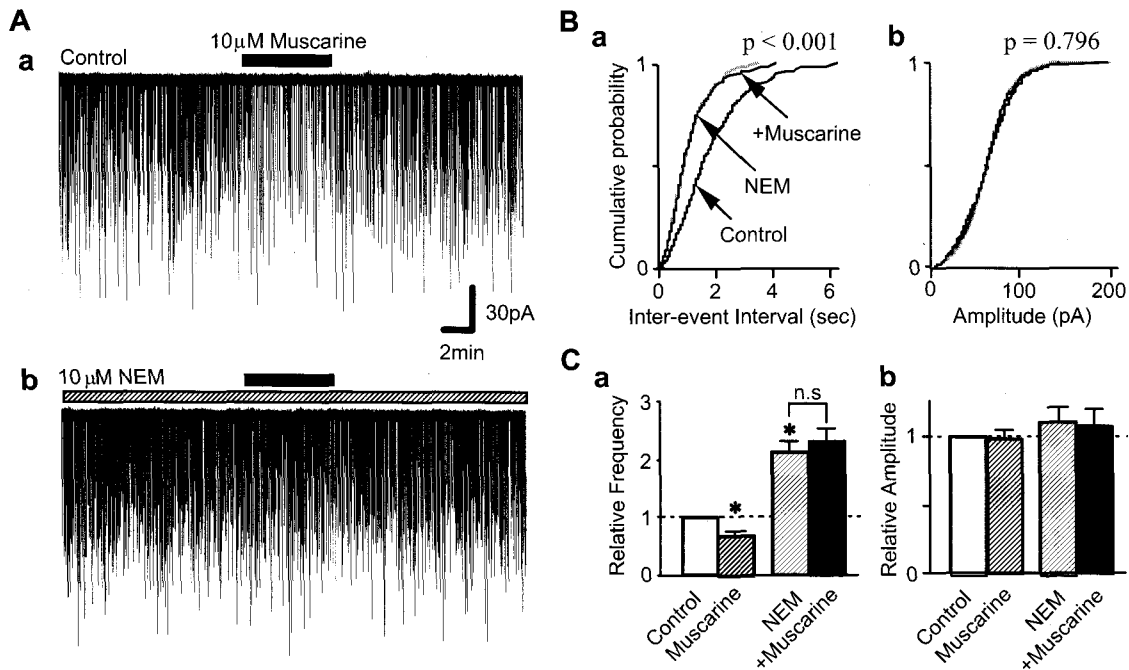 A
a
Control
10μM Muscarine
30pA
2min
b
10 μM NEM
B
a
p < 0.001
Cumulative probability
1
0
+Muscarine
NEM
Control
0 2 4 6
Inter-event Interval (sec)
b
p = 0.796
1
0
0 100 200
Amplitude (pA)
C
a
n.s
Relative Frequency
3
2
1
0
*
*
Control
Muscarine
NEM
+Muscarine
b
Relative Amplitude
1
0
Control
Muscarine
NEM
+Muscarine